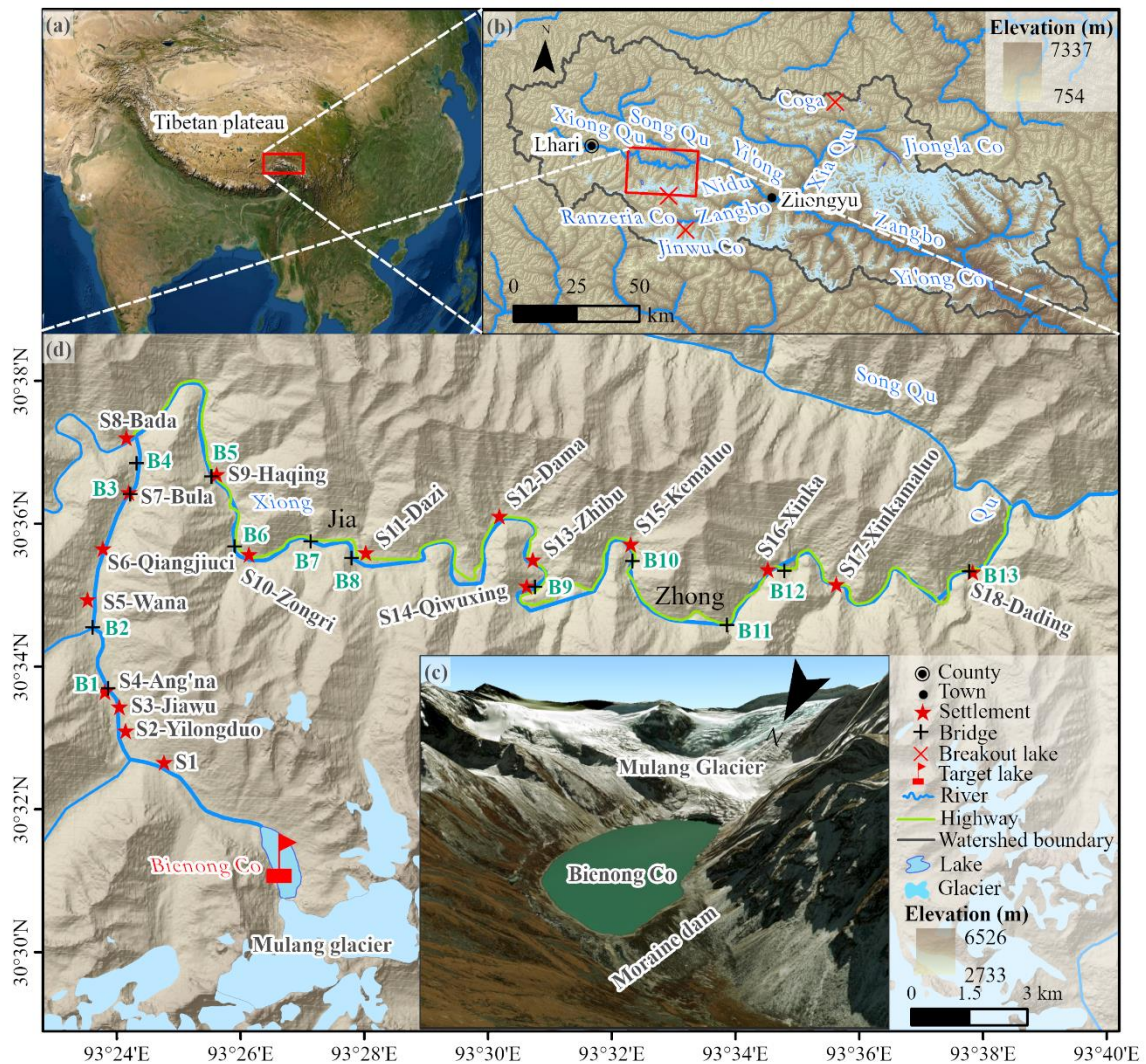 (a)
Tibetan plateau
(b)
N
Elevation (m)
7337
754
Coga
Xiong Qu
Song Qu
Lhari
Yi'ong
Xia Qu
Jiongla Co
Nidu
Zhongyu
Ranzeria Co
Zangbo
Zangbo
Jinwu Co
Yi'ong Co
0 25 50
km
(d)
30°38'N
30°36'N
30°34'N
30°32'N
30°30'N
Song Qu
S8-Bada
B4
B5
S9-Haqing
B3
S7-Bula
Xiong
S12-Dama
S15-Kemaluo
S16-Xinka
S17-Xinkamaluo
Qu
B6
Jia
S11-Dazi
S13-Zhibu
S6-Qiangjiuci
B7
B8
B10
S10-Zongri
S14-Qiwuxing
B9
B12
B13
S18-Dading
S5-Wana
Zhong
B2
B11
B1
S4-Ang'na
S3-Jiawu
S2-Yilongduo
S1
Bienong Co
Mulang glacier
(c)
N
Mulang Glacier
Bienong Co
Moraine dam
County
Town
Settlement
Bridge
Breakout lake
Target lake
River
Highway
Watershed boundary
Lake
Glacier
Elevation (m)
6526
2733
0 1.5 3 km
93°24'E 93°26'E 93°28'E 93°30'E 93°32'E 93°34'E 93°36'E 93°38'E 93°40'E